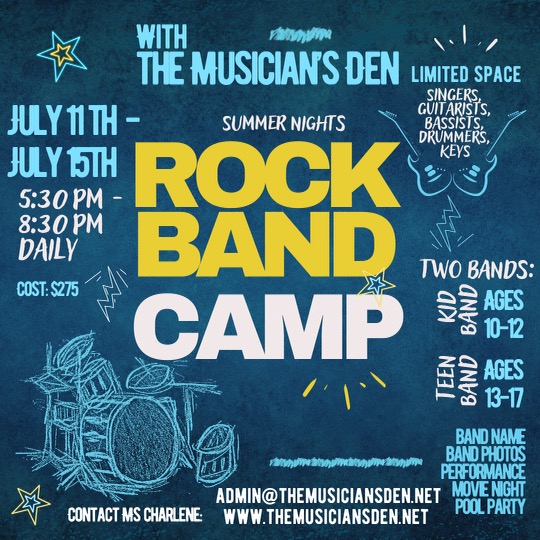 WITH
THE MUSICIAN'S DEN
LIMITED SPACE
SINGERS,
GUITARISTS,
BASSISTS,
DRUMMERS,
KEYS
JULY 11TH -
JULY 15TH
5:30 PM -
8:30 PM
DAILY
COST: $275
SUMMER NIGHTS
ROCK
BAND
CAMP
TWO BANDS:
KID
BAND
AGES
10-12
TEEN
BAND
AGES
13-17
BAND NAME
BAND PHOTOS
PERFORMANCE
MOVIE NIGHT
POOL PARTY
CONTACT MS CHARLENE:
ADMIN@THEMUSICIANSDEN.NET
WWW.THEMUSICIANSDEN.NET